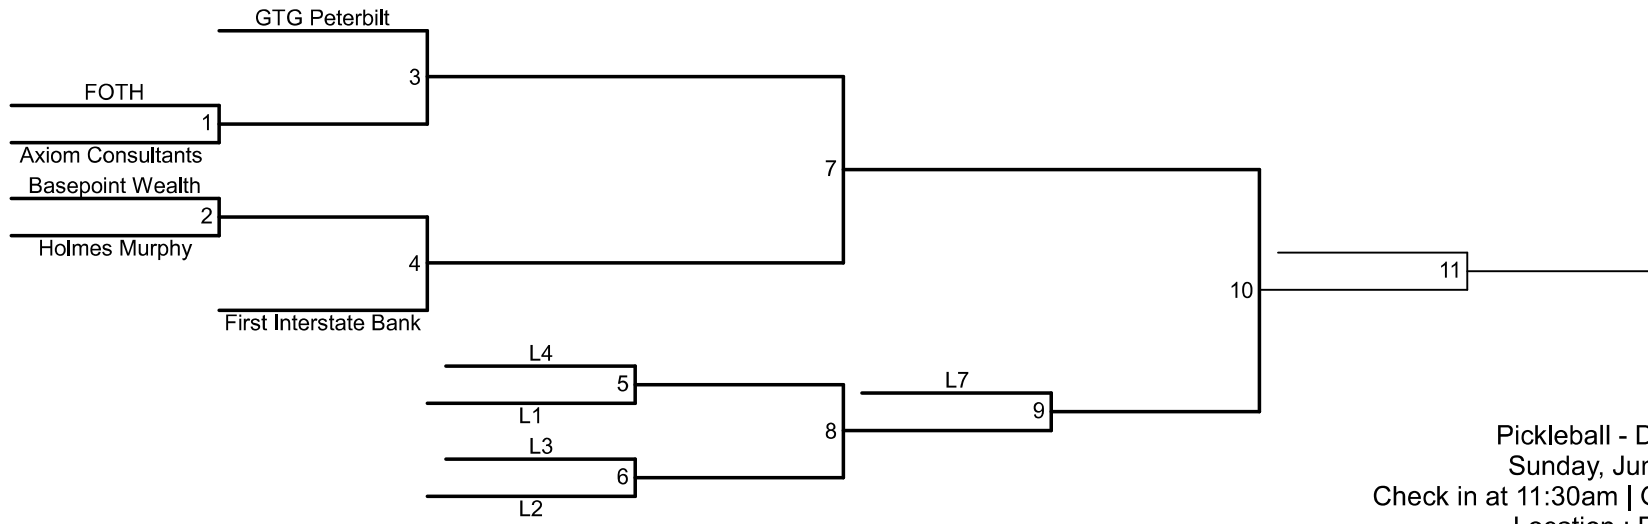 GTG Peterbilt
3
FOTH
1
Axiom Consultants
7
Basepoint Wealth
2
Holmes Murphy
4
11
10
First Interstate Bank
L4
5
L7
L1
9
8
L3
6
L2
Pickleball - D
Sunday, Jun
Check in at 11:30am |